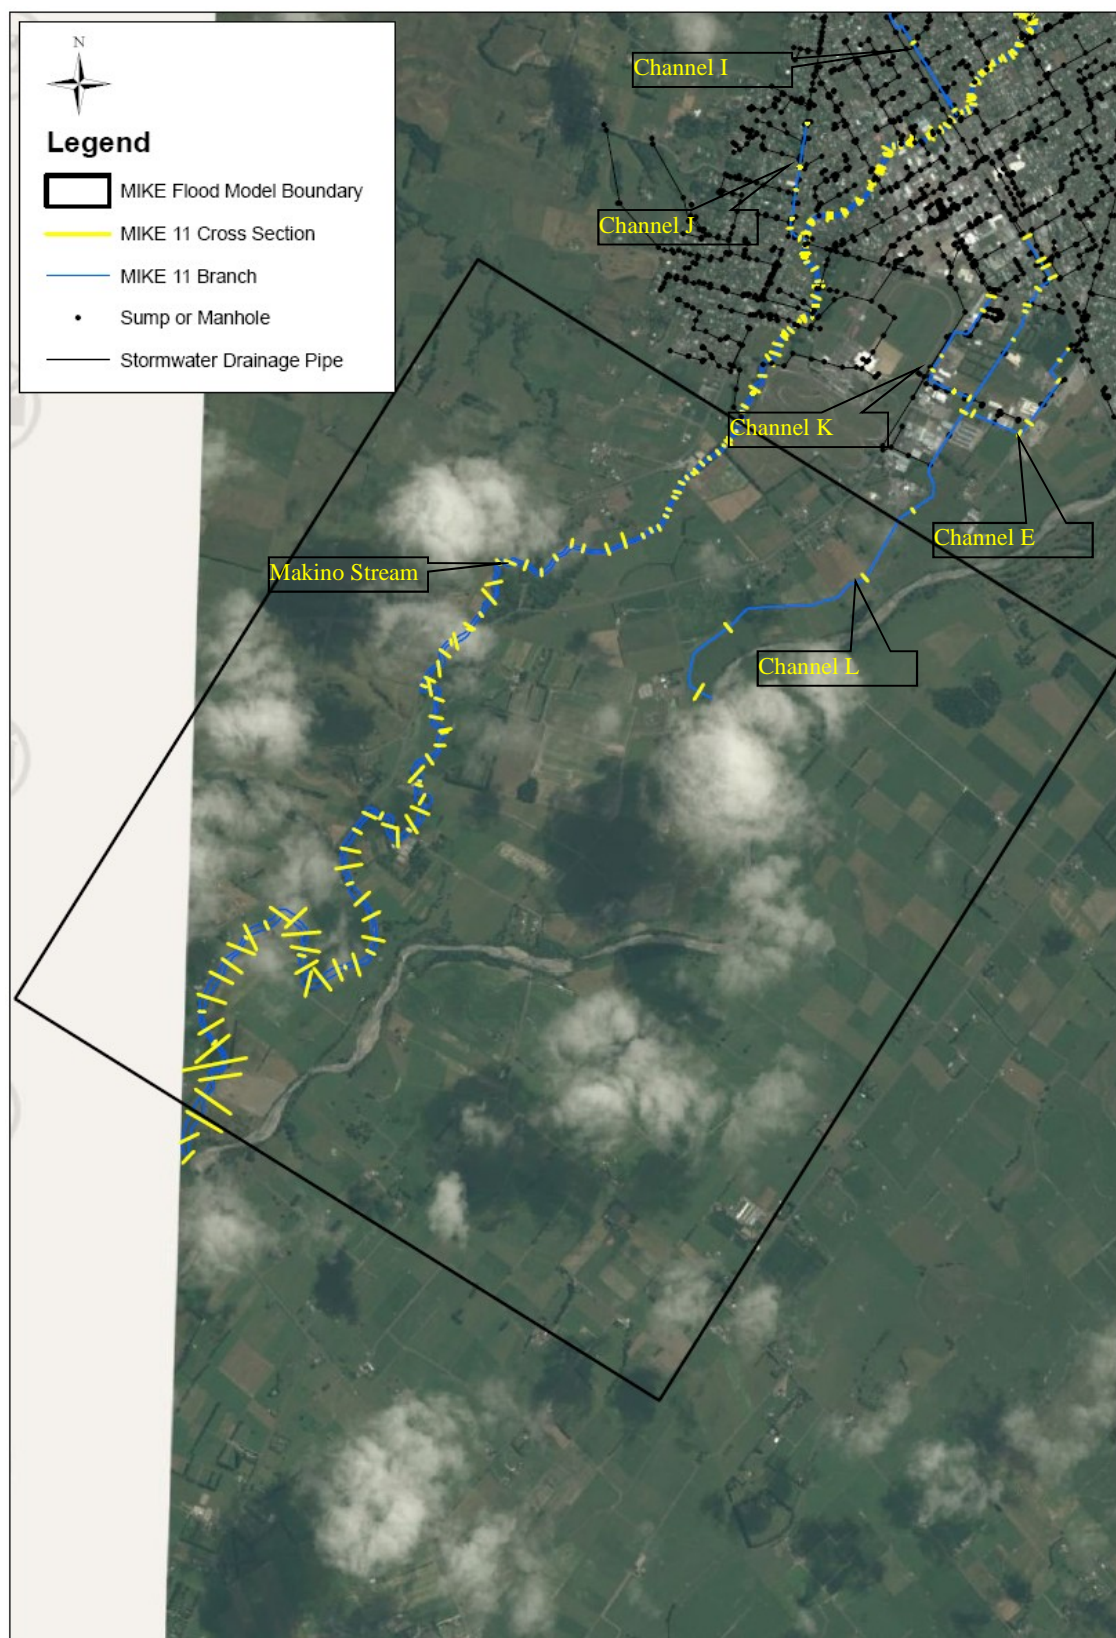 N
Legend
MIKE Flood Model Boundary
MIKE 11 Cross Section
MIKE 11 Branch
Sump or Manhole
Stormwater Drainage Pipe
Channel I
Channel J
Channel K
Channel E
Makino Stream
Channel L